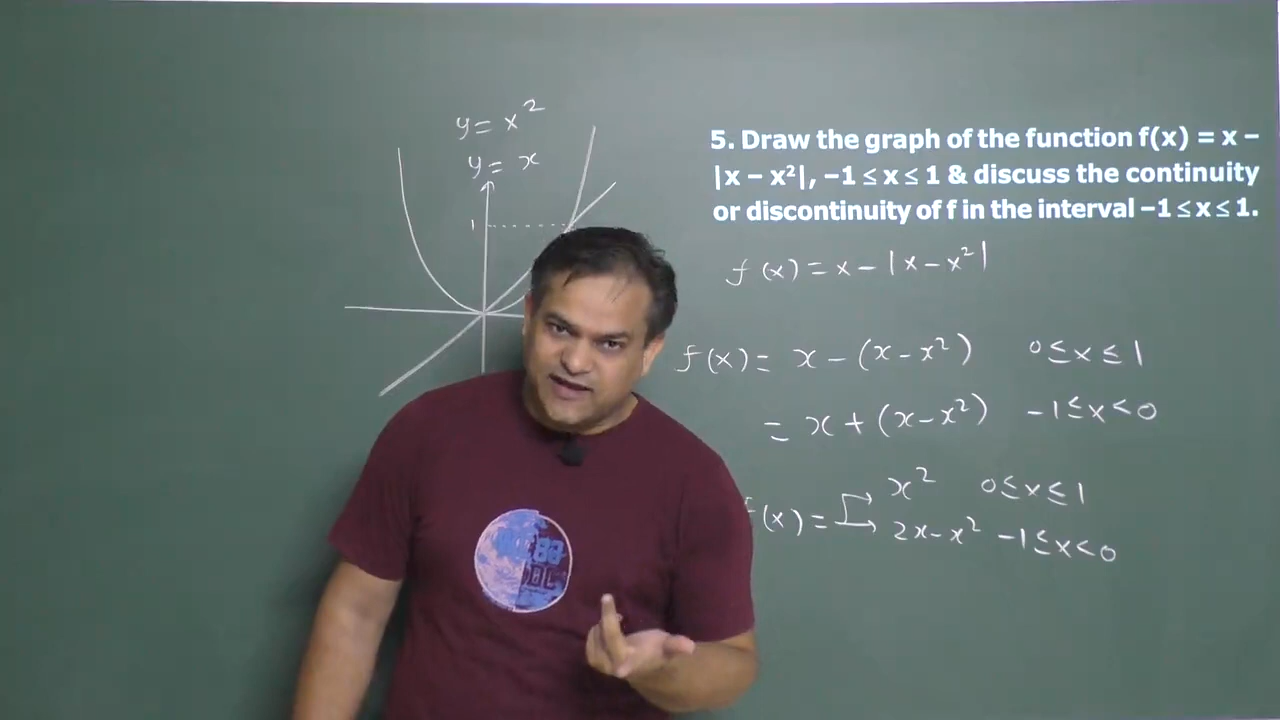 y = x²
y = x
1
5. Draw the graph of the function f(x) = x –
|x – x²|, –1 ≤ x ≤ 1 & discuss the continuity
or discontinuity of f in the interval –1 ≤ x ≤ 1.
f(x) = x – |x – x²|
f(x) = x – (x – x²) 0 ≤ x ≤ 1
= x + (x – x²) -1 ≤ x < 0
x² 0 ≤ x ≤ 1
f(x) =
2x – x² -1 ≤ x < 0